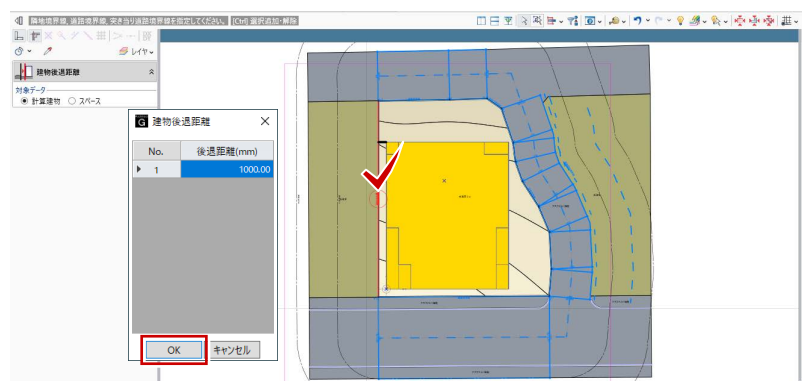 隣地境界線、道路境界線、突き当り道路境界線を指定してください。 [Ctrl] 選択追加・解除
レイヤ
建物後退距離
対象データ
計算建物 スペース
G 建物後退距離
No. 後退距離(mm)
1 1000.00
OK キャンセル